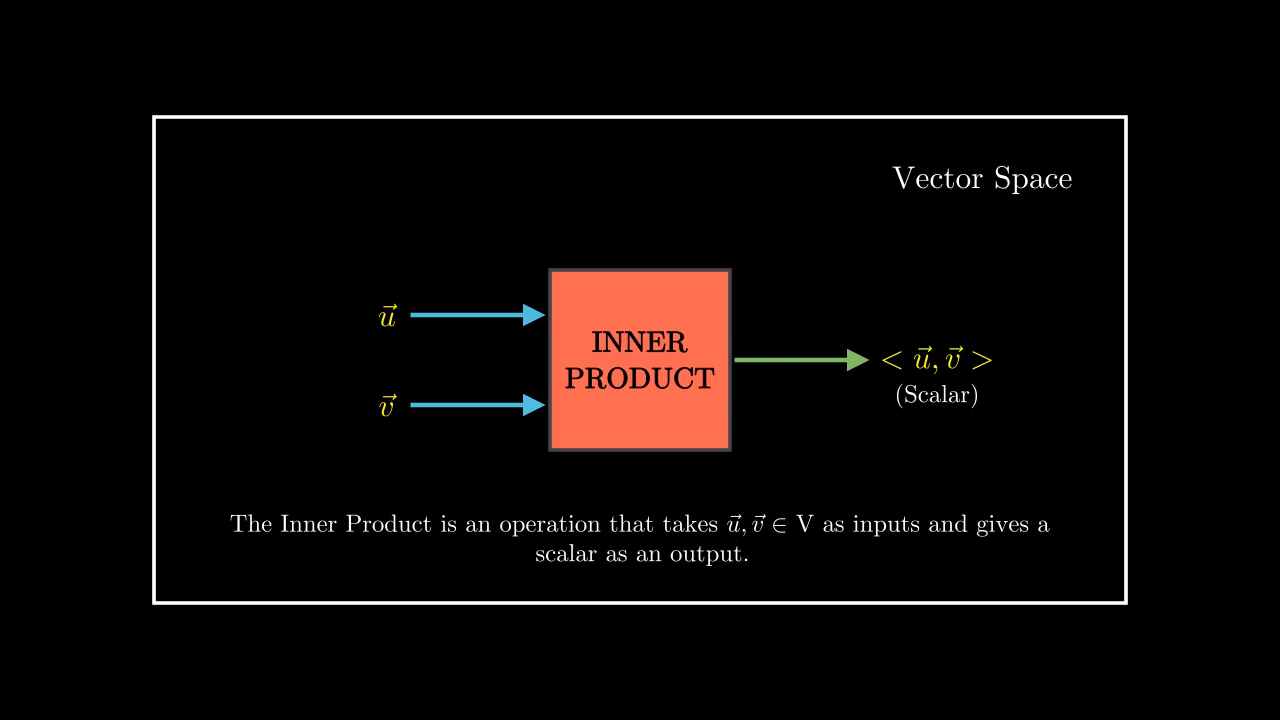 Vector Space
u⃗
INNER
PRODUCT
< u⃗, v⃗ >
(Scalar)
v⃗
The Inner Product is an operation that takes u⃗, v⃗ ∈ V as inputs and gives a
scalar as an output.